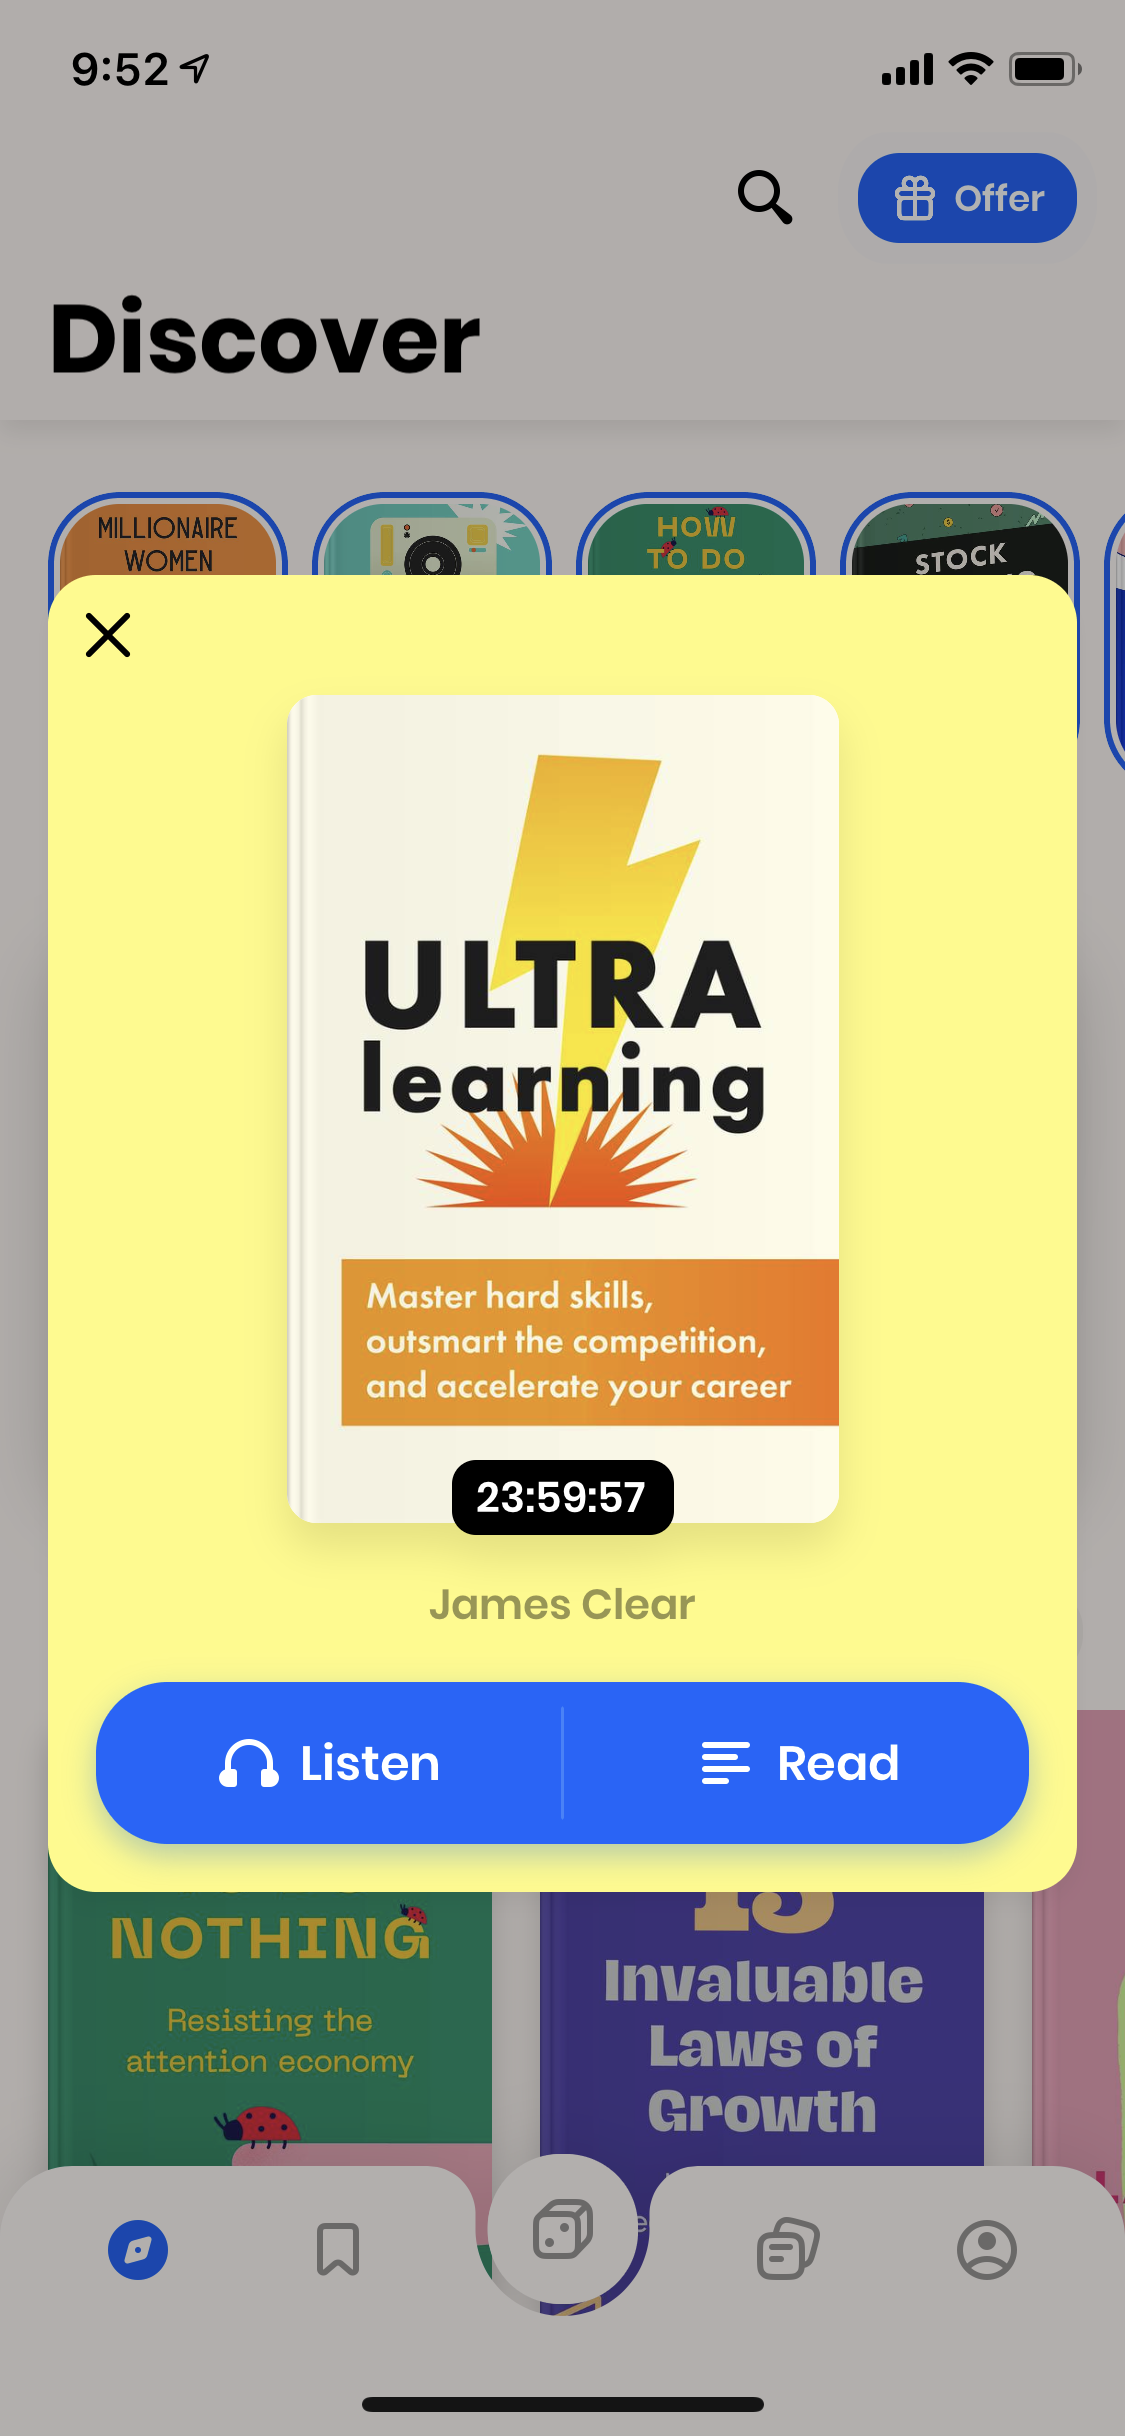 9:52
Offer
Discover
MILLIONAIRE
WOMEN
HOW
TO DO
STOCK
ULTRA
learning
Master hard skills,
outsmart the competition,
and accelerate your career
23:59:57
James Clear
Listen
Read
NOTHING
Resisting the
attention economy
15
Invaluable
Laws of
Growth